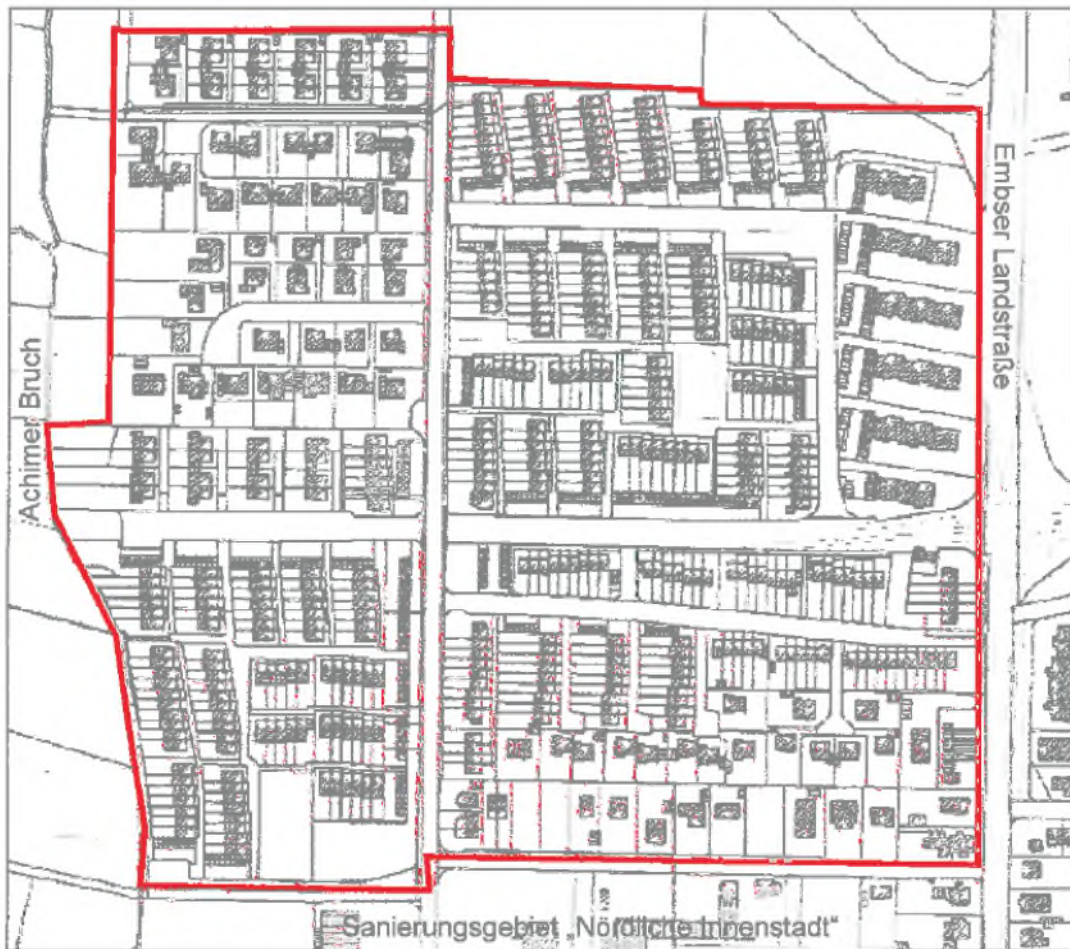 Embser Landstraße
Achimer Bruch
Sanierungsgebiet „Nördliche Innenstadt“